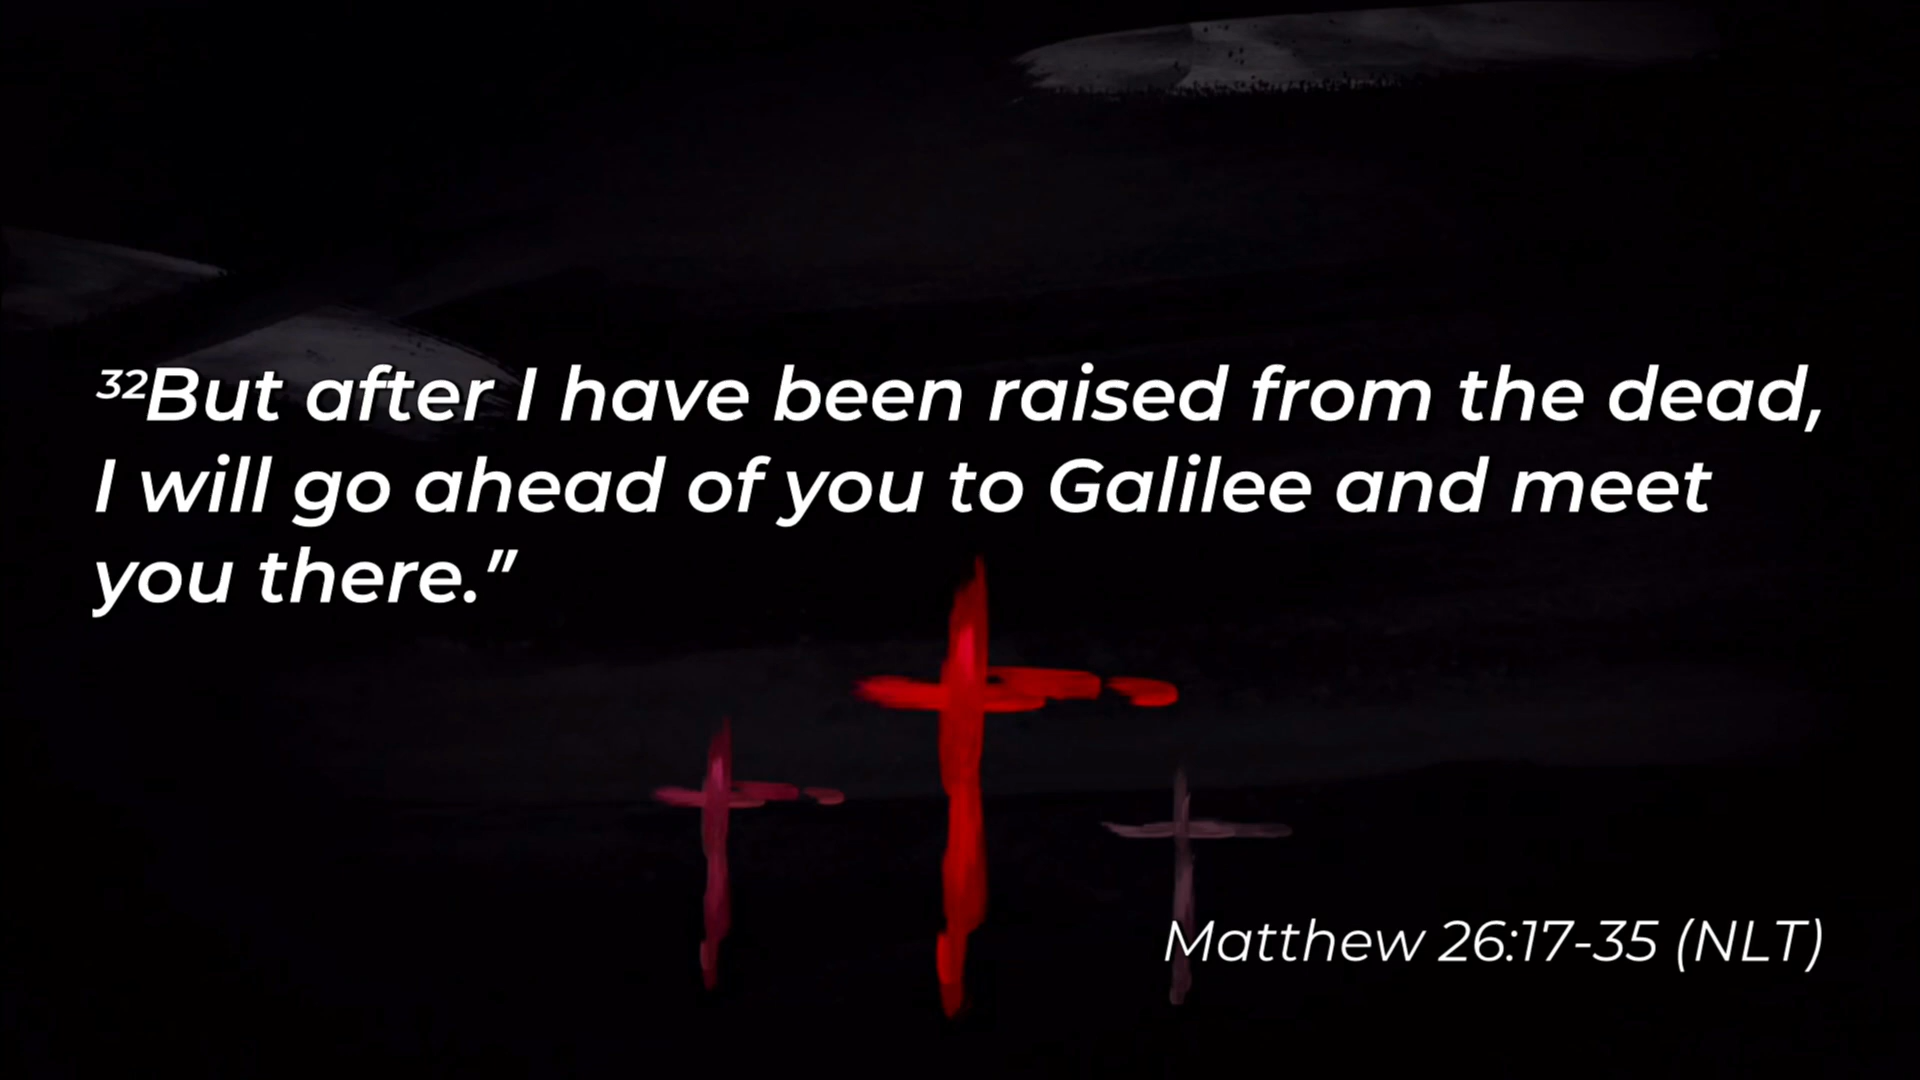 ³²But after I have been raised from the dead,
I will go ahead of you to Galilee and meet
you there.”
Matthew 26:17-35 (NLT)